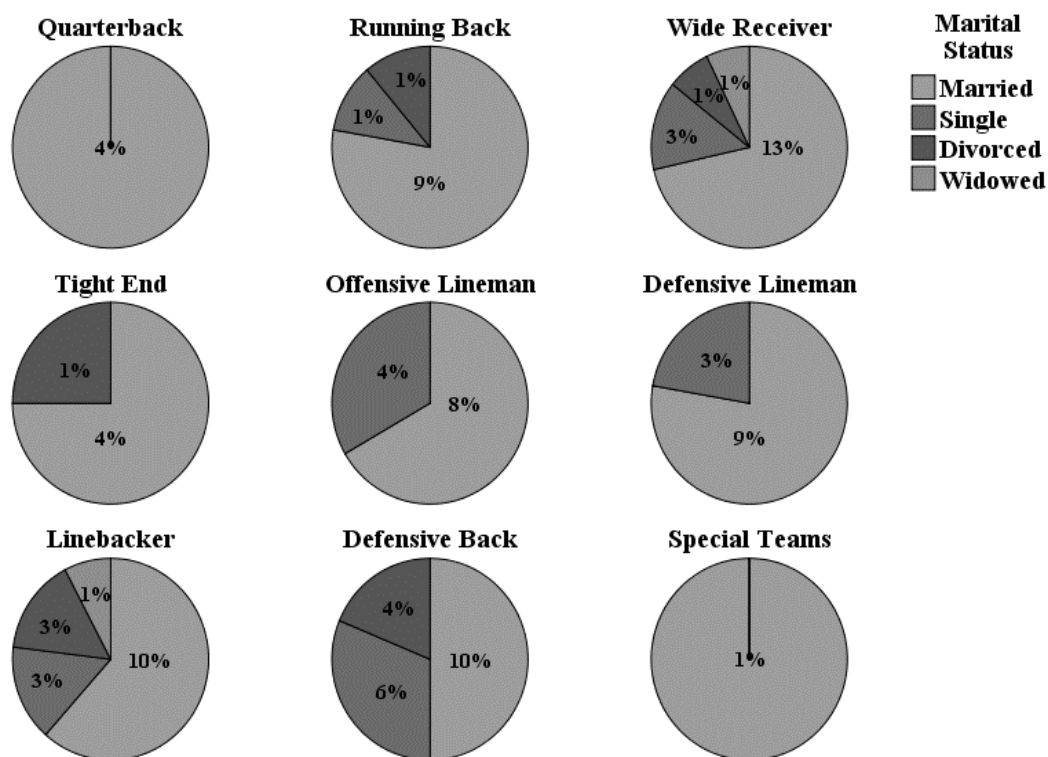 Quarterback
Running Back
Wide Receiver
Marital
Status
Married
Single
Divorced
Widowed
4%
1%
1%
9%
1%
1%
3%
13%
Tight End
Offensive Lineman
Defensive Lineman
1%
4%
4%
8%
3%
9%
Linebacker
Defensive Back
Special Teams
1%
3%
3%
10%
4%
6%
10%
1%